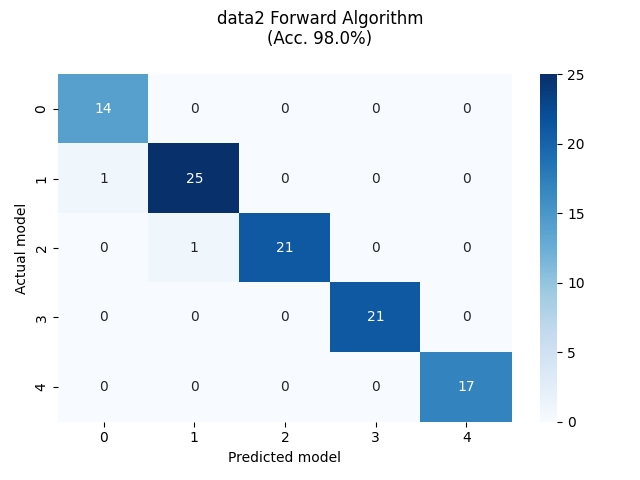 data2 Forward Algorithm
(Acc. 98.0%)
0 14 0 0 0 0
1 1 25 0 0 0
2 0 1 21 0 0
3 0 0 0 21 0
4 0 0 0 0 17
0 1 2 3 4
Actual model
Predicted model
25
20
15
10
5
0